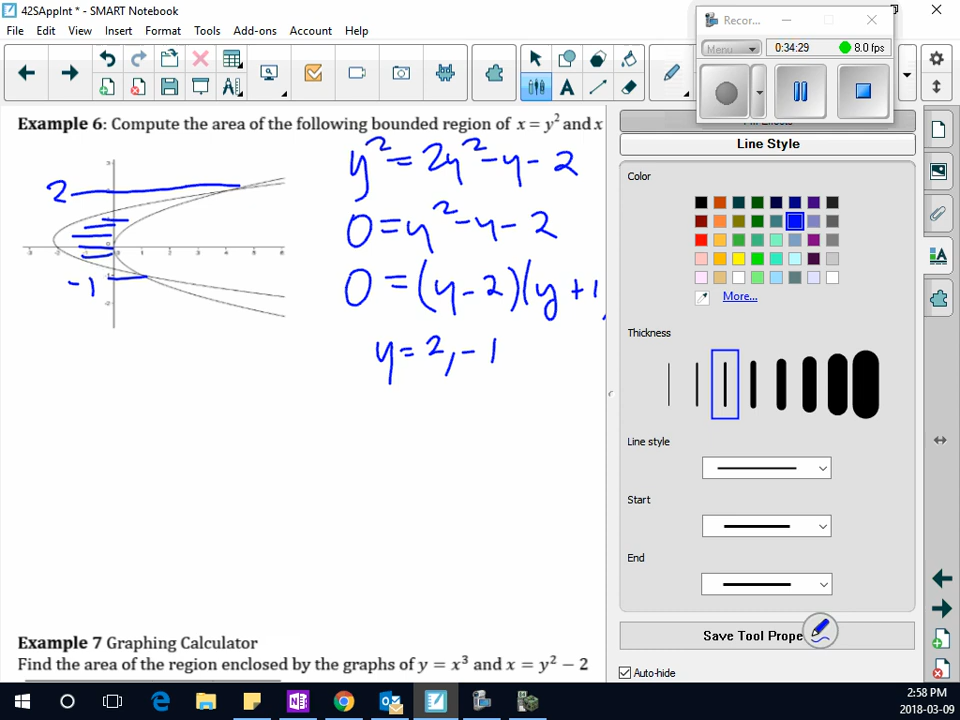 42SAppInt * - SMART Notebook
File Edit View Insert Format Tools Objects Add-ons Account Help
Recor...
Menu 0:34:29 8.0 fps
Example 6: Compute the area of the following bounded region of x = y² and x
y² = 2y² - y - 2
0 = y² - y - 2
0 = (y - 2)(y + 1
y = 2, -1
2
-1
Line Style
Color
More...
Thickness
Line style
Start
End
Save Tool Prope
Auto-hide
Example 7 Graphing Calculator
Find the area of the region enclosed by the graphs of y = x³ and x = y² − 2
2:58 PM
2018-03-09